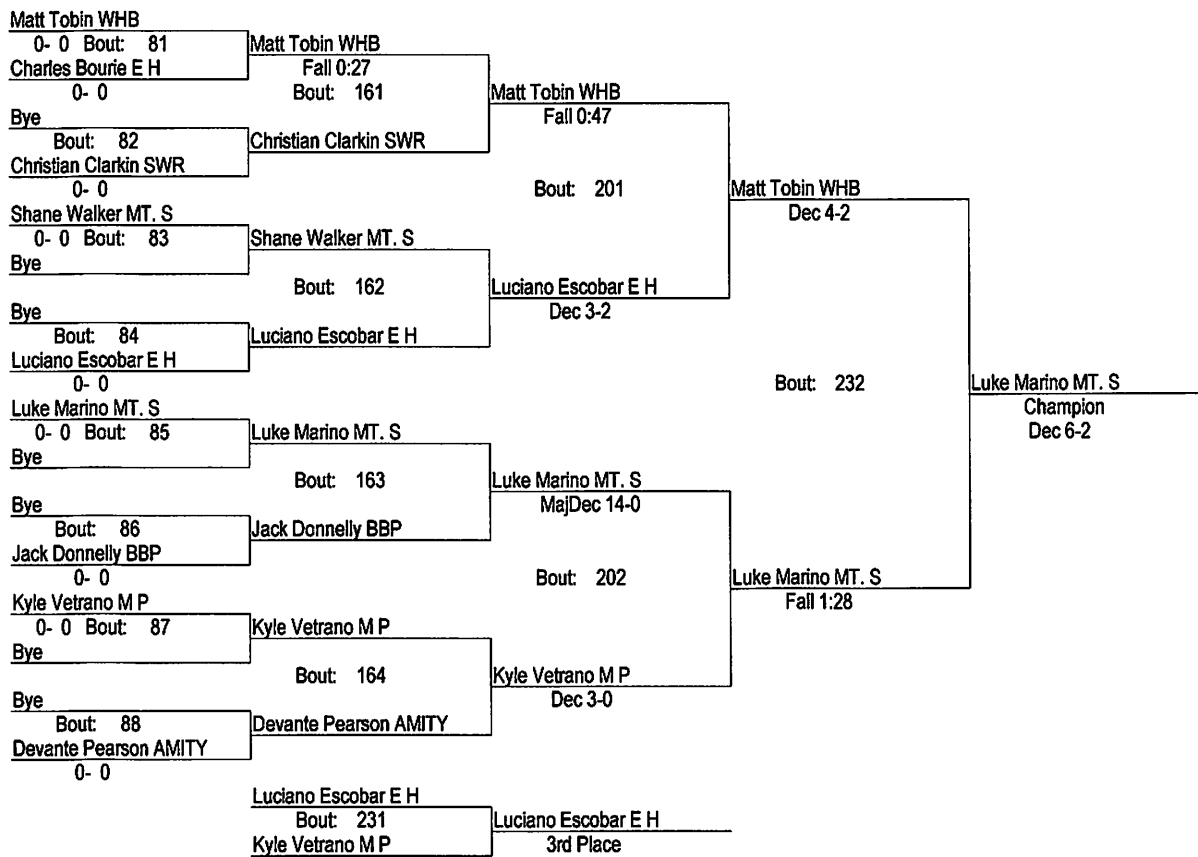 Matt Tobin WHB
0- 0 Bout: 81
Charles Bourie E H
0- 0
Bye
Bout: 82
Christian Clarkin SWR
0- 0
Shane Walker MT. S
0- 0 Bout: 83
Bye
Bye
Bout: 84
Luciano Escobar E H
0- 0
Luke Marino MT. S
0- 0 Bout: 85
Bye
Bye
Bout: 86
Jack Donnelly BBP
0- 0
Kyle Vetrano M P
0- 0 Bout: 87
Bye
Bye
Bout: 88
Devante Pearson AMITY
0- 0
Matt Tobin WHB
Fall 0:27
Bout: 161
Christian Clarkin SWR
Shane Walker MT. S
Bout: 162
Luciano Escobar E H
Luke Marino MT. S
Bout: 163
Jack Donnelly BBP
Kyle Vetrano M P
Bout: 164
Devante Pearson AMITY
Matt Tobin WHB
Fall 0:47
Bout: 201
Luciano Escobar E H
Dec 3-2
Luke Marino MT. S
MajDec 14-0
Bout: 202
Kyle Vetrano M P
Dec 3-0
Matt Tobin WHB
Dec 4-2
Bout: 232
Luke Marino MT. S
Fall 1:28
Luke Marino MT. S
Champion
Dec 6-2
Luciano Escobar E H
Bout: 231
Kyle Vetrano M P
Luciano Escobar E H
3rd Place